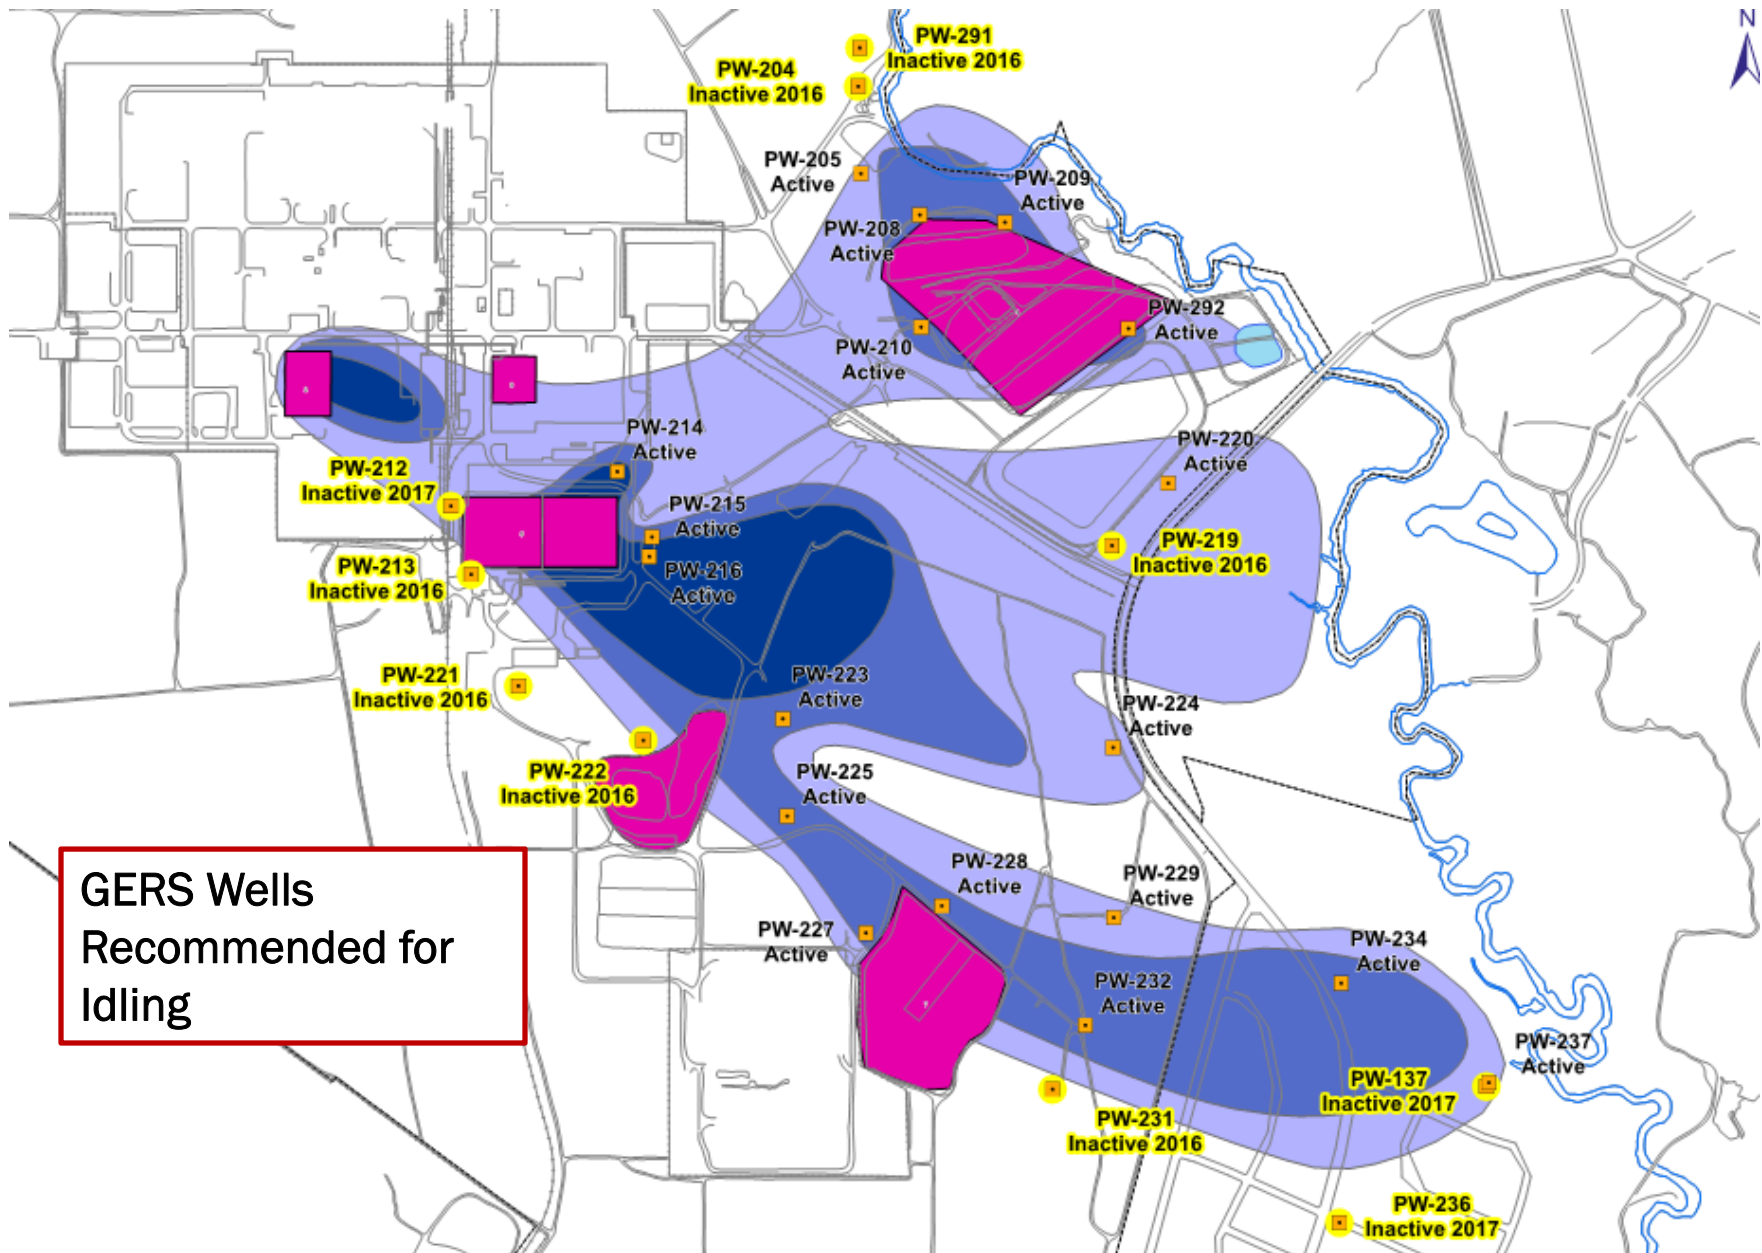 N
PW-291
Inactive 2016
PW-204
Inactive 2016
PW-205
Active
PW-209
Active
PW-208
Active
PW-292
Active
PW-210
Active
PW-214
Active
PW-220
Active
PW-212
Inactive 2017
PW-215
Active
PW-219
Inactive 2016
PW-213
Inactive 2016
PW-216
Active
PW-221
Inactive 2016
PW-223
Active
PW-224
Active
PW-222
Inactive 2016
PW-225
Active
PW-228
Active
PW-229
Active
GERS Wells
Recommended for
Idling
PW-227
Active
PW-234
Active
PW-232
Active
PW-237
Active
PW-137
Inactive 2017
PW-231
Inactive 2016
PW-236
Inactive 2017